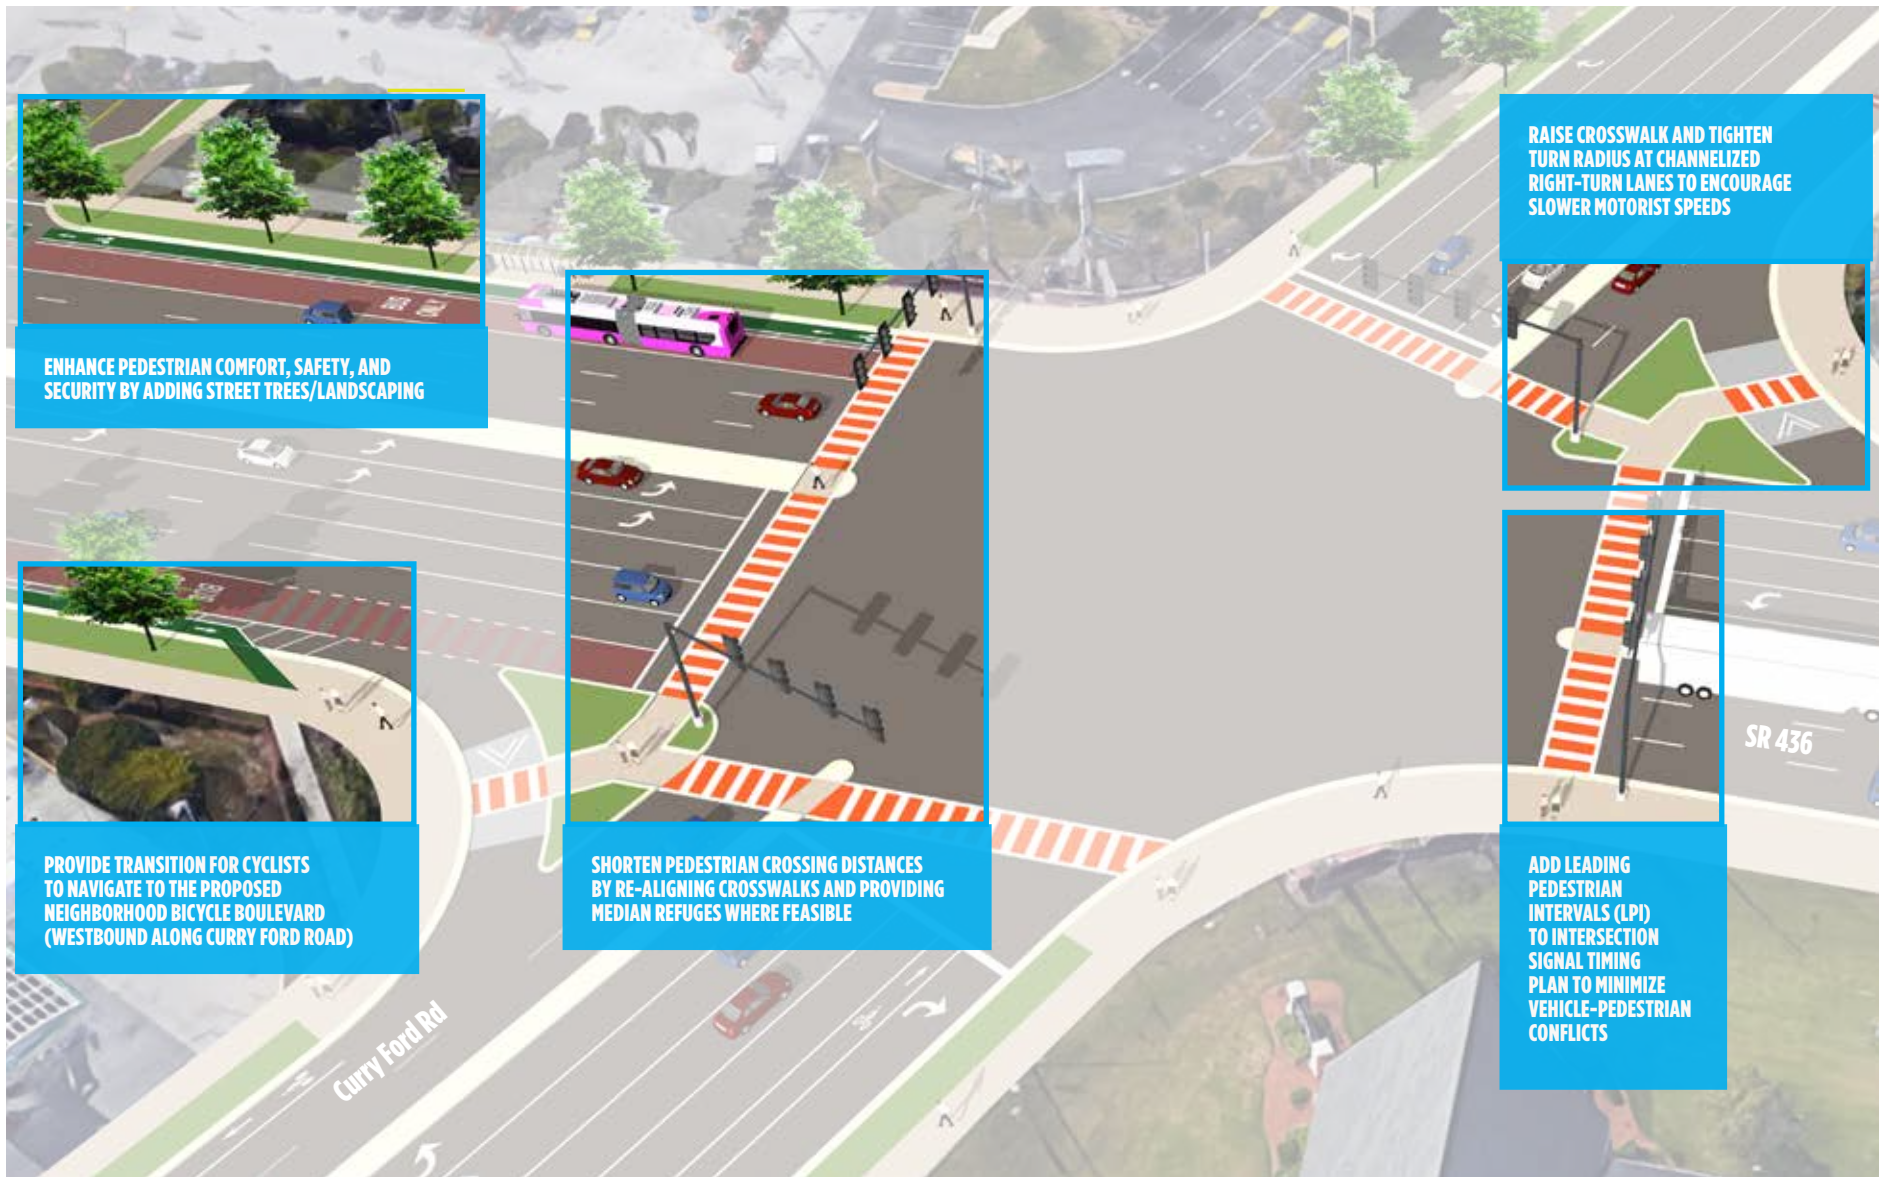 RAISE CROSSWALK AND TIGHTEN
TURN RADIUS AT CHANNELIZED
RIGHT-TURN LANES TO ENCOURAGE
SLOWER MOTORIST SPEEDS
BUS
ONLY
ENHANCE PEDESTRIAN COMFORT, SAFETY, AND
SECURITY BY ADDING STREET TREES/LANDSCAPING
SR 436
PROVIDE TRANSITION FOR CYCLISTS
TO NAVIGATE TO THE PROPOSED
NEIGHBORHOOD BICYCLE BOULEVARD
(WESTBOUND ALONG CURRY FORD ROAD)
SHORTEN PEDESTRIAN CROSSING DISTANCES
BY RE-ALIGNING CROSSWALKS AND PROVIDING
MEDIAN REFUGES WHERE FEASIBLE
ADD LEADING
PEDESTRIAN
INTERVALS (LPI)
TO INTERSECTION
SIGNAL TIMING
PLAN TO MINIMIZE
VEHICLE-PEDESTRIAN
CONFLICTS
Curry Ford Rd